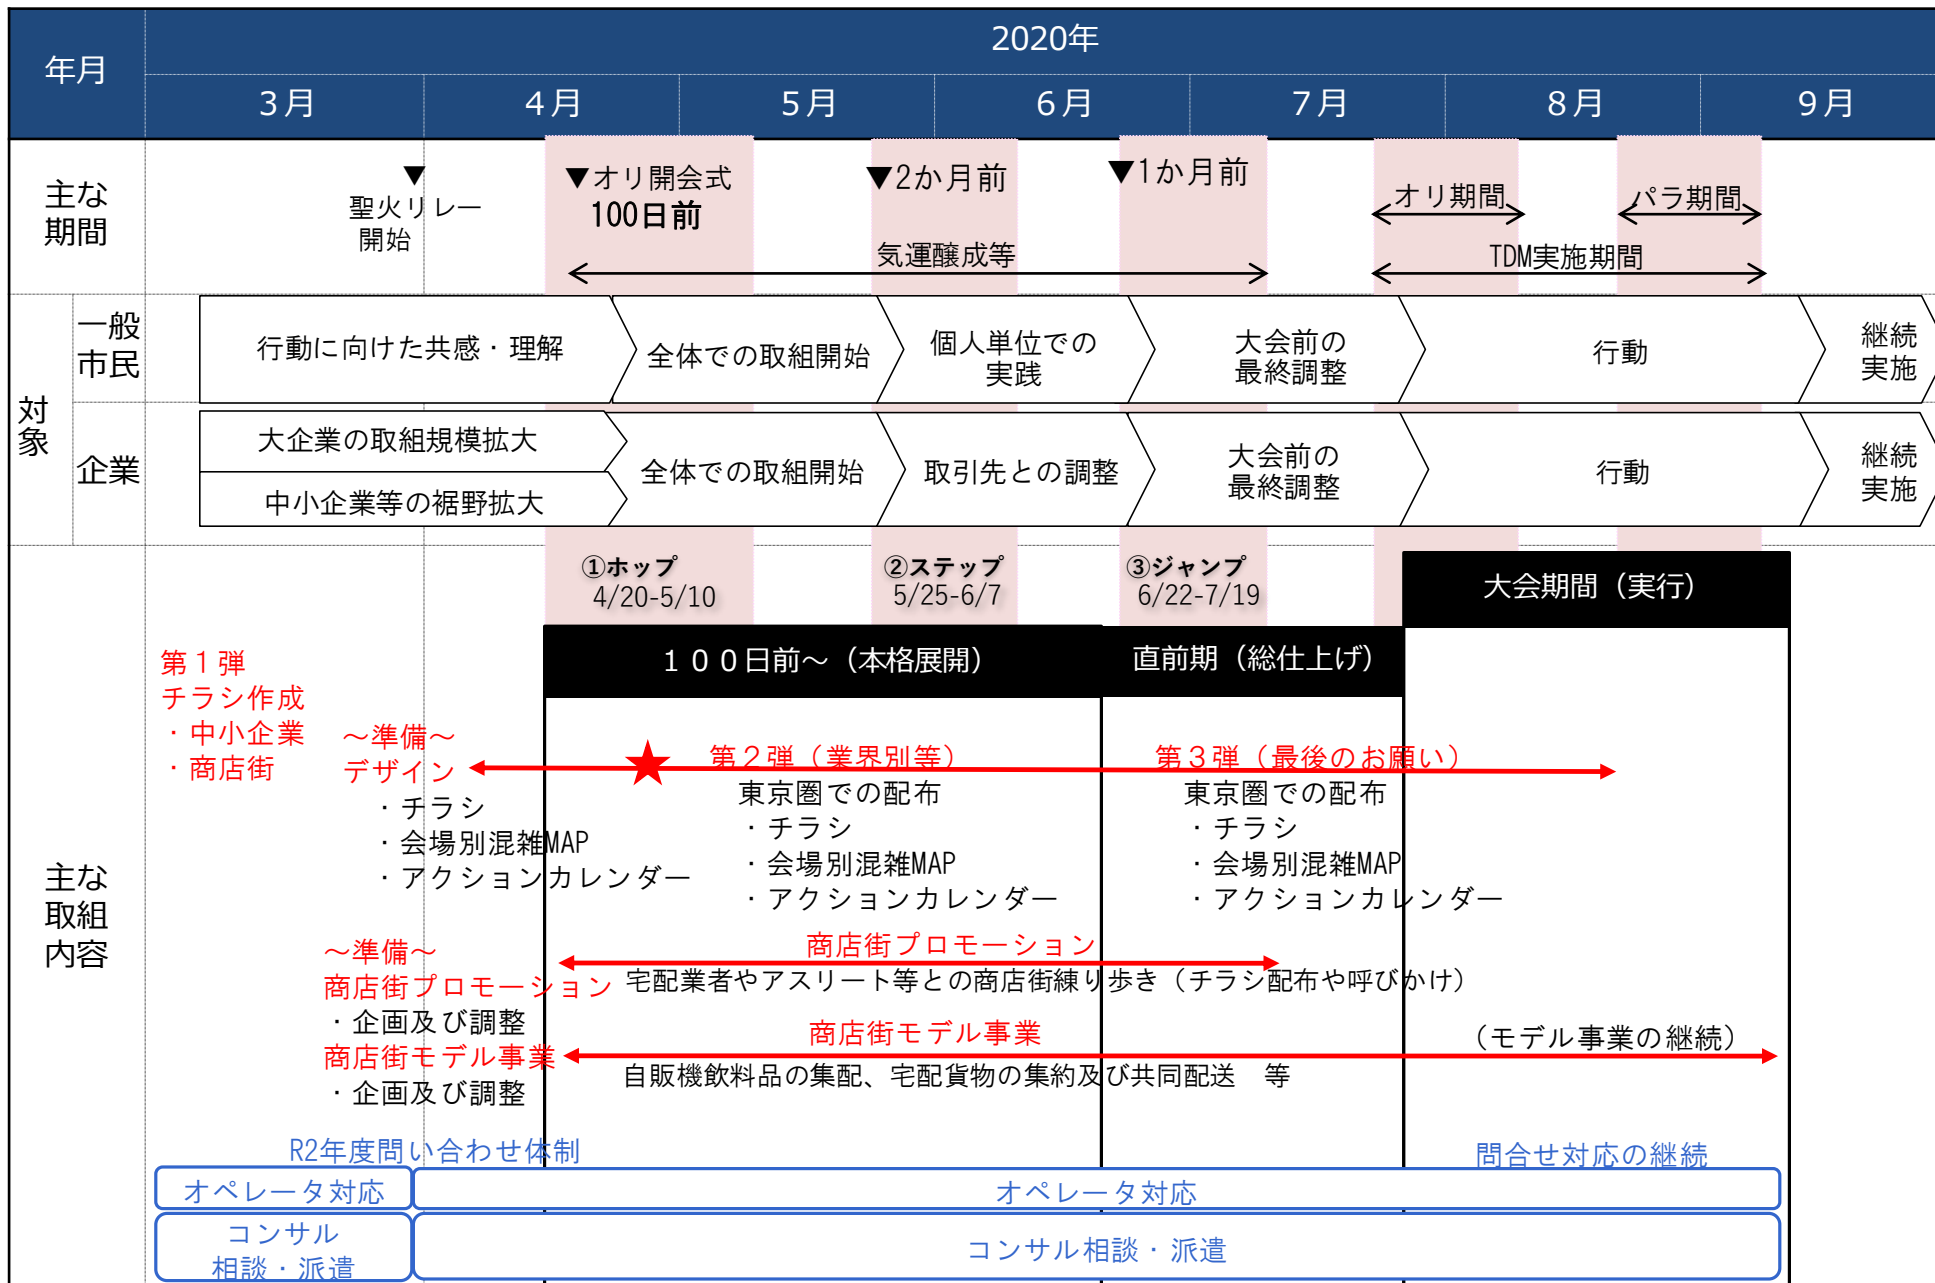 年月
2020年
3月
4月
5月
6月
7月
8月
9月
主な
期間
▼
聖火リレー
開始
▼オリ開会式
100日前
▼2か月前
▼1か月前
オリ期間
パラ期間
気運醸成等
TDM実施期間
対象
一般
市民
行動に向けた共感・理解
全体での取組開始
個人単位での
実践
大会前の
最終調整
行動
継続
実施
企業
大企業の取組規模拡大
中小企業等の裾野拡大
全体での取組開始
取引先との調整
大会前の
最終調整
行動
継続
実施
主な
取組
内容
①ホップ
4/20-5/10
②ステップ
5/25-6/7
③ジャンプ
6/22-7/19
大会期間（実行）
１００日前～（本格展開）
直前期（総仕上げ）
第１弾
チラシ作成
・中小企業
・商店街
～準備～
デザイン
・チラシ
・会場別混雑MAP
・アクションカレンダー
★
第２弾（業界別等）
東京圏での配布
・チラシ
・会場別混雑MAP
・アクションカレンダー
第３弾（最後のお願い）
東京圏での配布
・チラシ
・会場別混雑MAP
・アクションカレンダー
～準備～
商店街プロモーション
・企画及び調整
商店街モデル事業
・企画及び調整
商店街プロモーション
宅配業者やアスリート等との商店街練り歩き（チラシ配布や呼びかけ）
商店街モデル事業
（モデル事業の継続）
自販機飲料品の集配、宅配貨物の集約及び共同配送　等
R2年度問い合わせ体制
問合せ対応の継続
オペレータ対応
オペレータ対応
コンサル
相談・派遣
コンサル相談・派遣